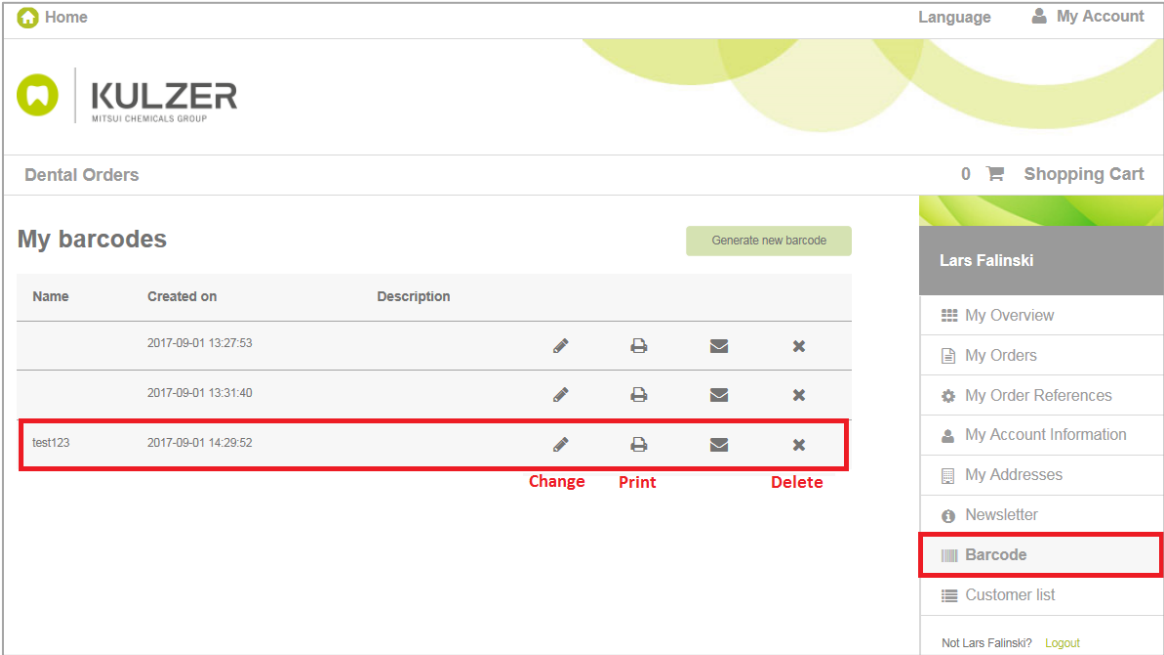 Home
Language My Account
KULZER
MITSUI CHEMICALS GROUP
Dental Orders
0 Shopping Cart
My barcodes
Generate new barcode
Name Created on Description
2017-09-01 13:27:53
2017-09-01 13:31:40
test123 2017-09-01 14:29:52
Change Print Delete
Lars Falinski
My Overview
My Orders
My Order References
My Account Information
My Addresses
Newsletter
Barcode
Customer list
Not Lars Falinski? Logout